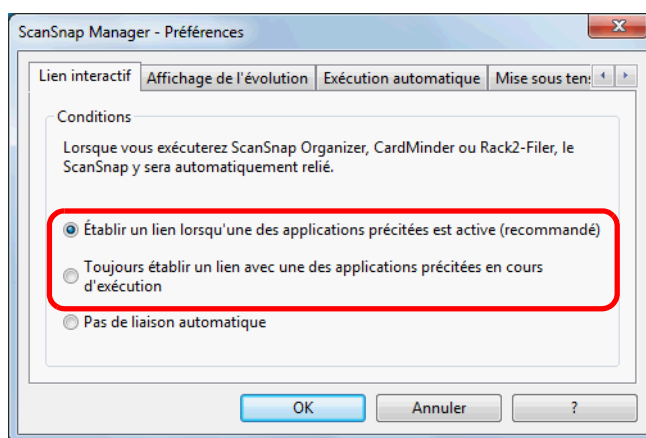 ScanSnap Manager - Préférences
Lien interactif
Affichage de l'évolution
Exécution automatique
Mise sous ten
Conditions
Lorsque vous exécuterez ScanSnap Organizer, CardMinder ou Rack2-Filer, le
ScanSnap y sera automatiquement relié.
Établir un lien lorsqu'une des applications précitées est active (recommandé)
Toujours établir un lien avec une des applications précitées en cours
d'exécution
Pas de liaison automatique
OK
Annuler
?